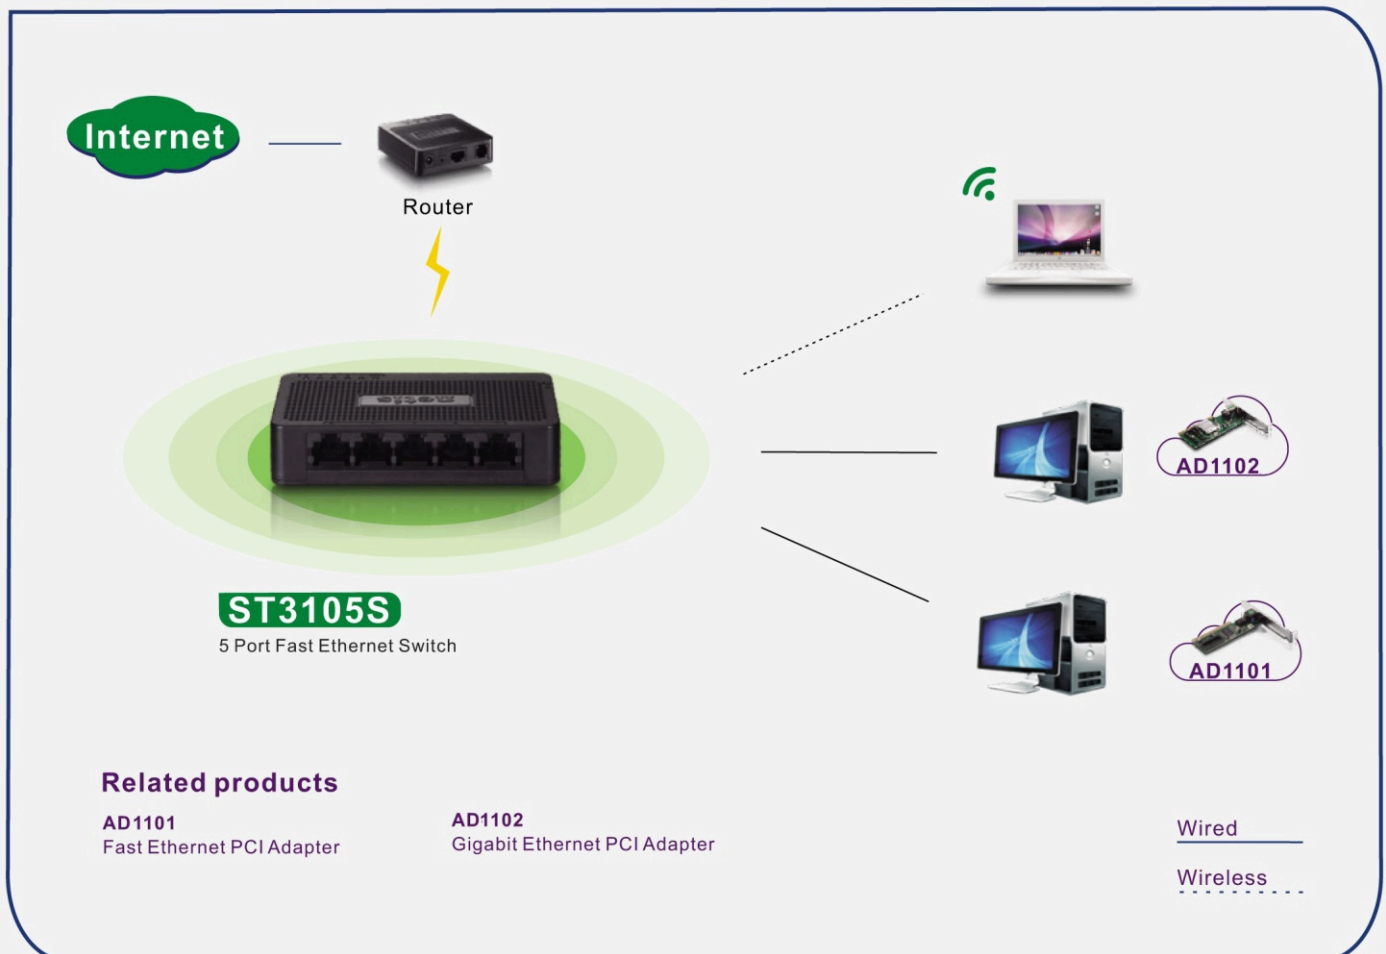 Internet
Router
netis
ST3105S
5 Port Fast Ethernet Switch
AD1102
AD1101
Related products
AD1101
Fast Ethernet PCI Adapter
AD1102
Gigabit Ethernet PCI Adapter
Wired
Wireless